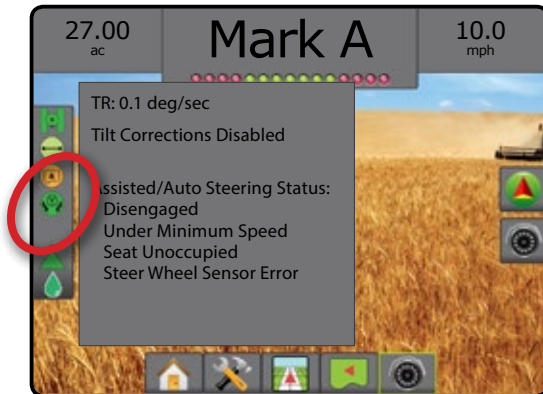 27.00
ac
Mark A
10.0
mph
TR: 0.1 deg/sec
Tilt Corrections Disabled
Assisted/Auto Steering Status:
Disengaged
Under Minimum Speed
Seat Unoccupied
Steer Wheel Sensor Error